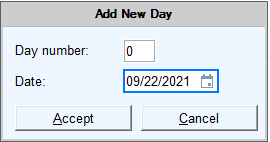 Add New Day
Day number: 0
Date: 09/22/2021
Accept Cancel